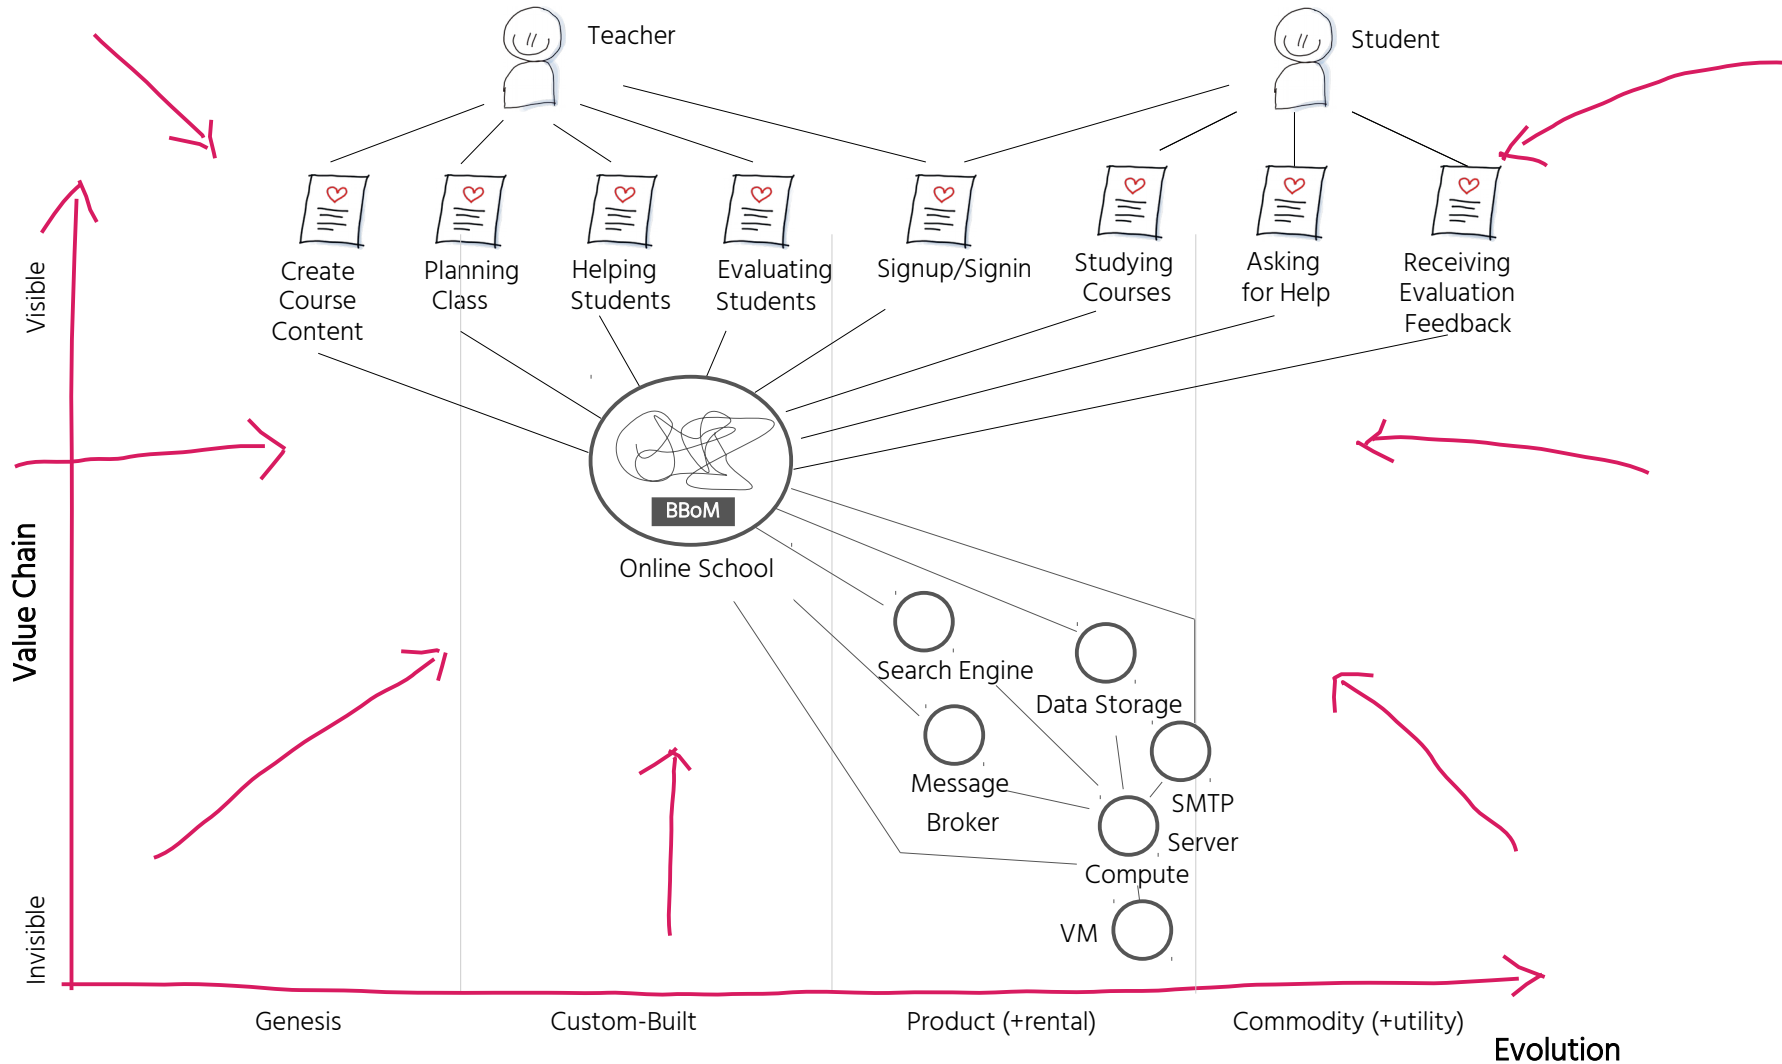 Teacher
Student
Create
Course
Content
Planning
Class
Helping
Students
Evaluating
Students
Signup/Signin
Studying
Courses
Asking
for Help
Receiving
Evaluation
Feedback
Visible
Value Chain
Invisible
BBoM
Online School
Search Engine
Data Storage
Message
Broker
SMTP
Server
Compute
VM
Genesis
Custom-Built
Product (+rental)
Commodity (+utility)
Evolution